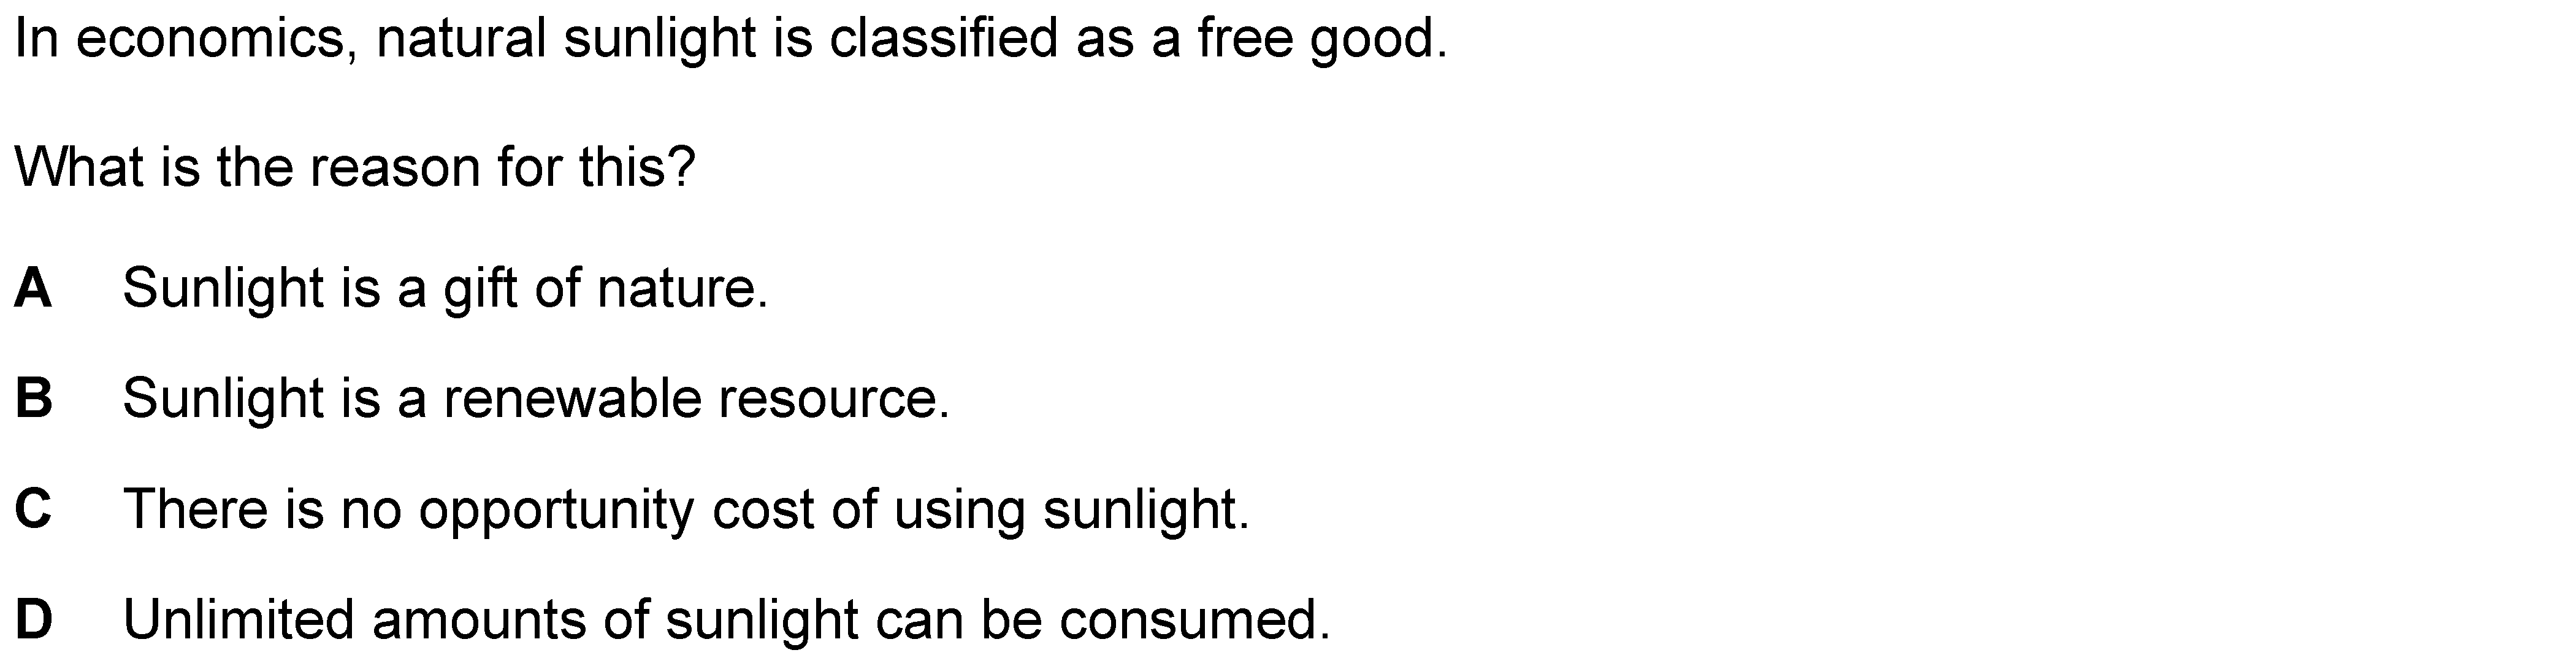 In economics, natural sunlight is classified as a free good.
What is the reason for this?
A Sunlight is a gift of nature.
B Sunlight is a renewable resource.
C There is no opportunity cost of using sunlight.
D Unlimited amounts of sunlight can be consumed.